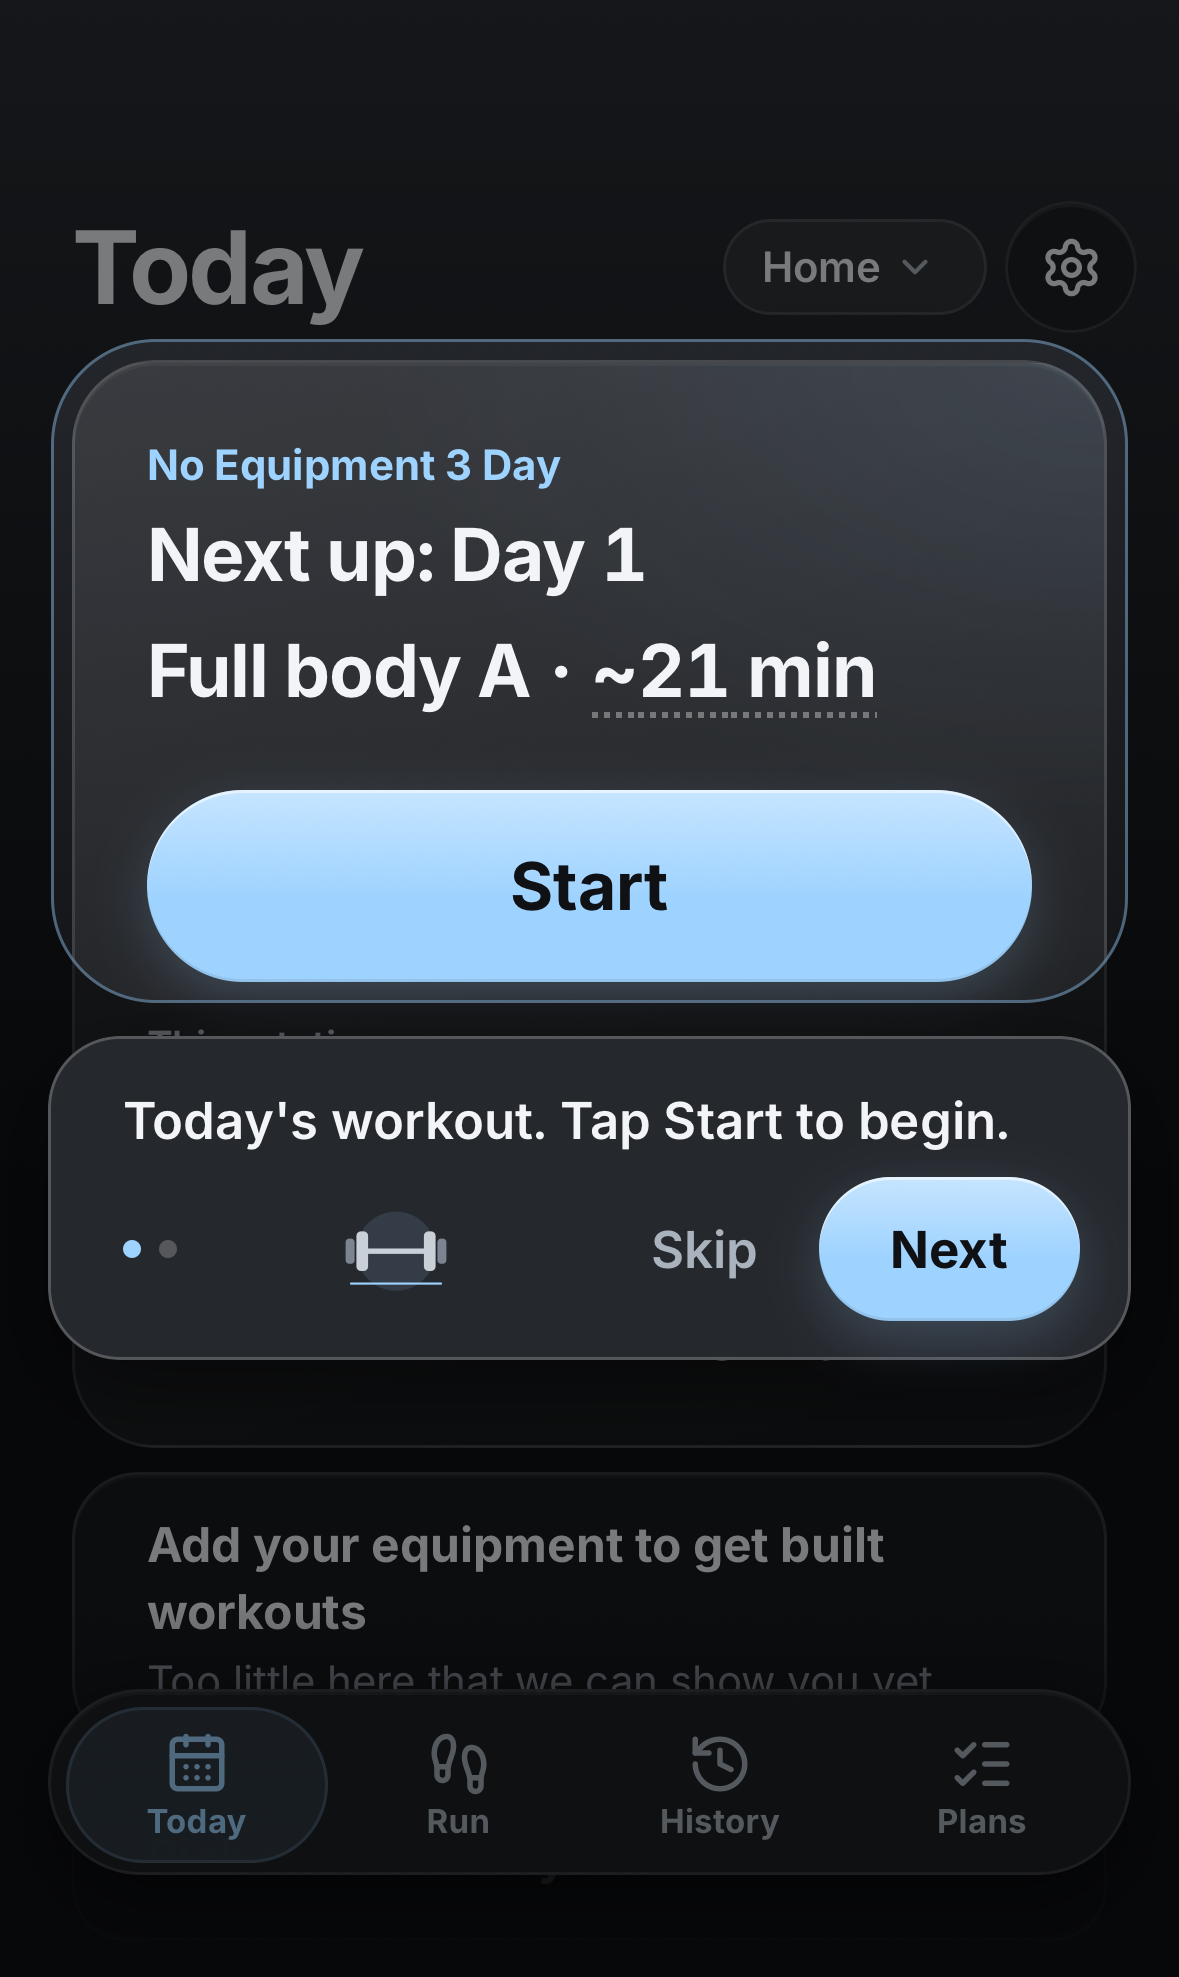 Today
Home
No Equipment 3 Day
Next up: Day 1
Full body A · ~21 min
Start
Today's workout. Tap Start to begin.
Skip
Next
Add your equipment to get built
workouts
Too little here that we can show you yet
Today
Run
History
Plans